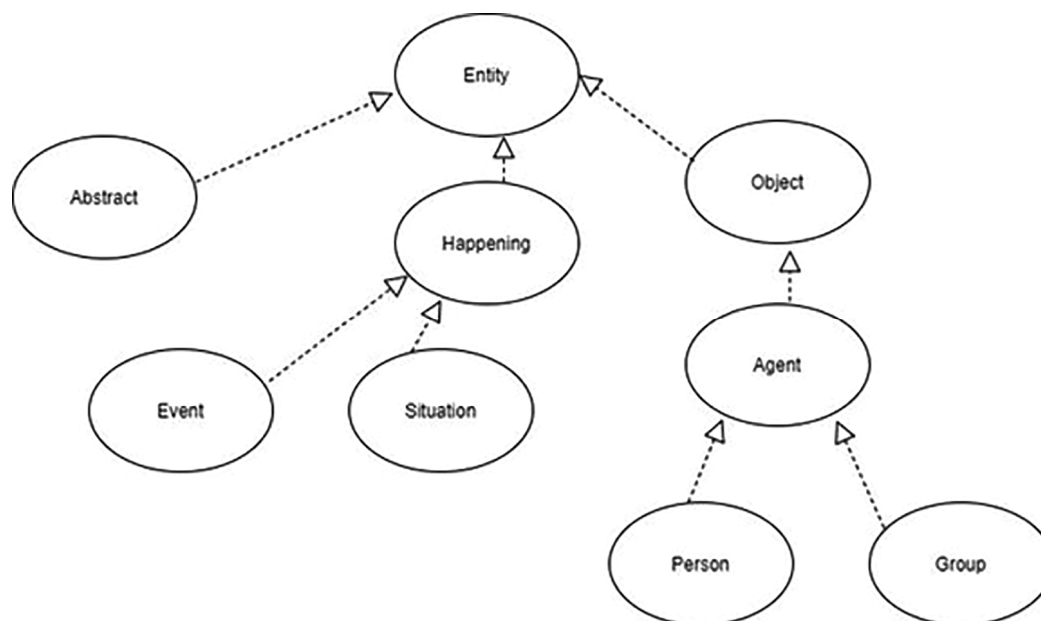 Entity
Abstract
Object
Happening
Event
Situation
Agent
Person
Group